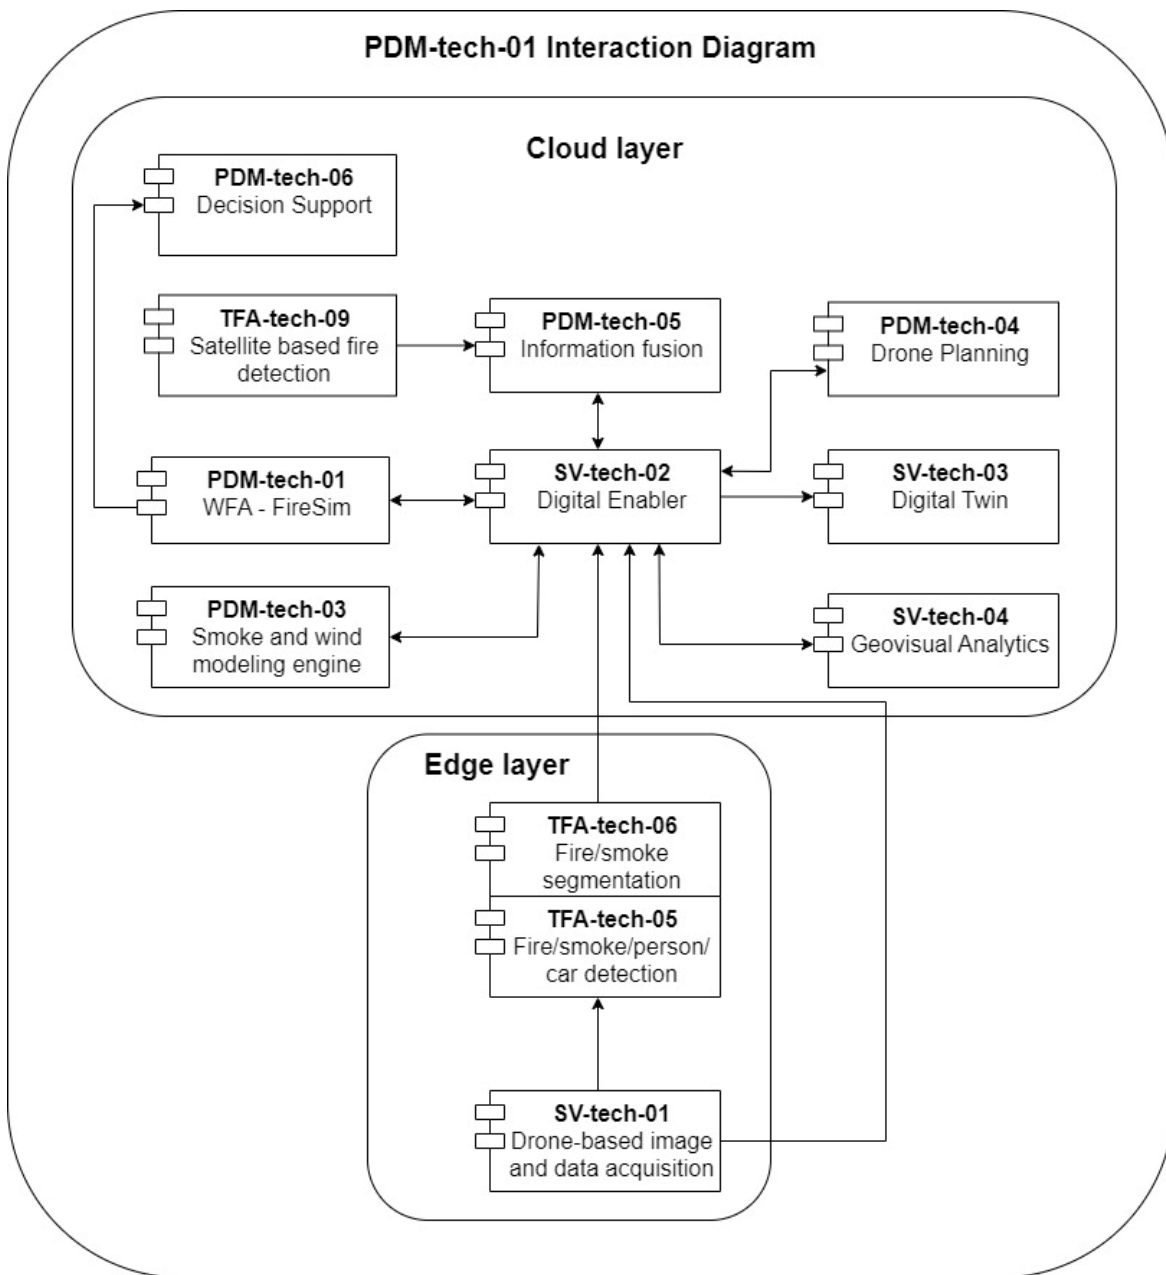 PDM-tech-01 Interaction Diagram
Cloud layer
PDM-tech-06
Decision Support
TFA-tech-09
Satellite based fire
detection
PDM-tech-05
Information fusion
PDM-tech-04
Drone Planning
PDM-tech-01
WFA - FireSim
SV-tech-02
Digital Enabler
SV-tech-03
Digital Twin
PDM-tech-03
Smoke and wind
modeling engine
SV-tech-04
Geovisual Analytics
Edge layer
TFA-tech-06
Fire/smoke
segmentation
TFA-tech-05
Fire/smoke/person/
car detection
SV-tech-01
Drone-based image
and data acquisition